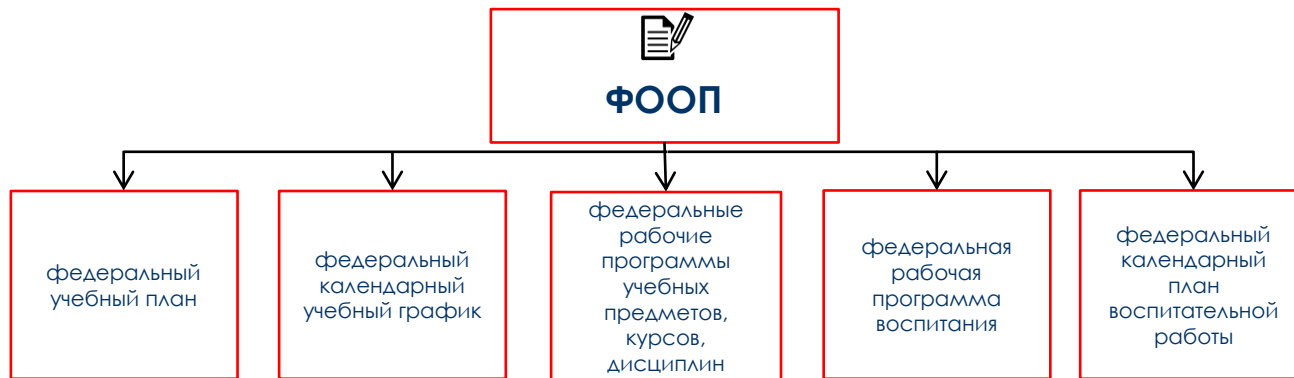 ФООП
федеральный
учебный план
федеральный
календарный
учебный график
федеральные
рабочие
программы
учебных
предметов,
курсов,
дисциплин
федеральная
рабочая
программа
воспитания
федеральный
календарный
план
воспитательной
работы